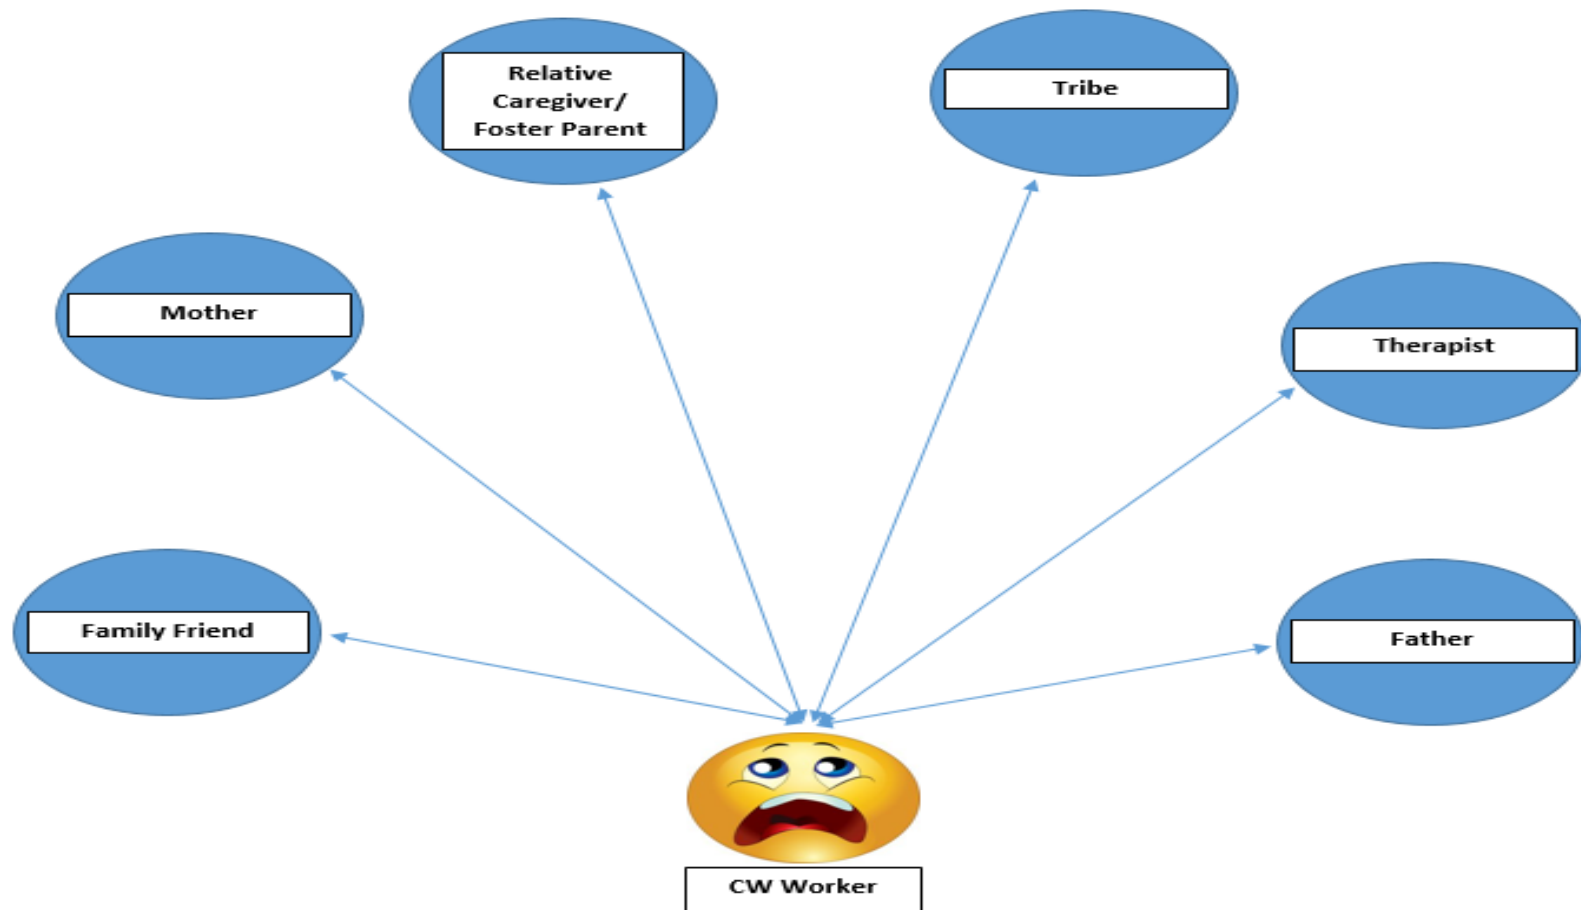 Relative
Caregiver/
Foster Parent
Tribe
Mother
Therapist
Family Friend
Father
CW Worker